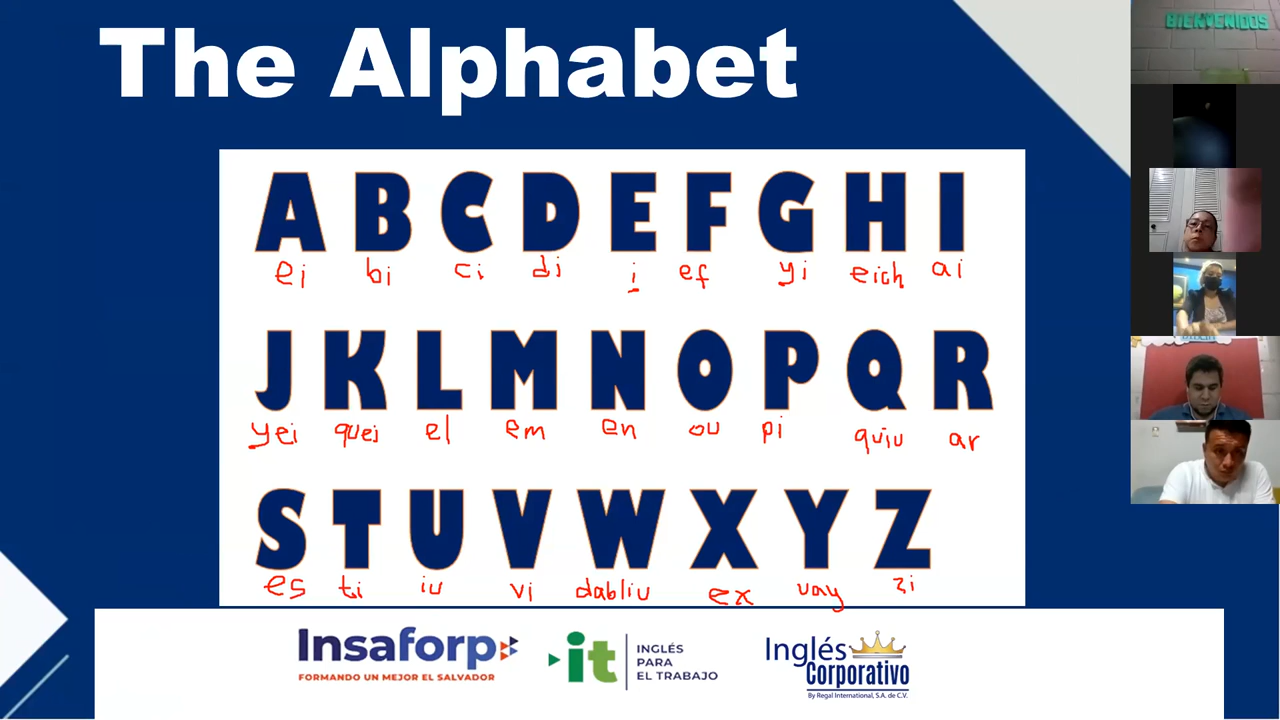 The Alphabet
BIENVENIDOS
A B C D E F G H I
ei bi ci di i ef yi eich ai
J K L M N O P Q R
yei quei el em en ou pi quiu ar
S T U V W X Y Z
es ti iu vi dabliu ex uay zi
Insaforp
FORMANDO UN MEJOR EL SALVADOR
it
INGLÉS
PARA
EL TRABAJO
Inglés
Corporativo
By Regal International, S.A. de C.V.